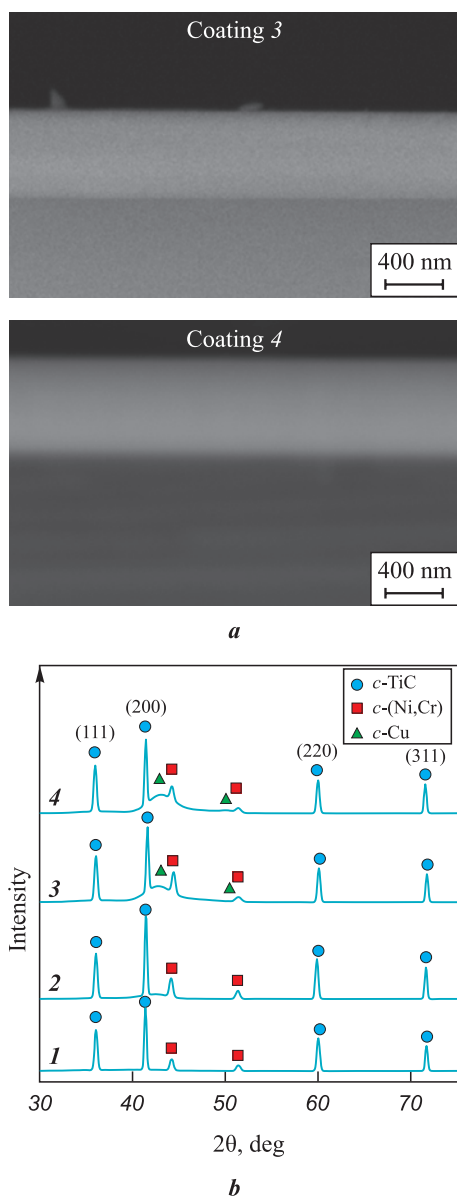 Coating 3
400 nm
Coating 4
400 nm
a
c-TiC
c-(Ni,Cr)
c-Cu
(111)
(200)
(220)
(311)
4
3
2
1
Intensity
30 40 50 60 70
2θ, deg
b